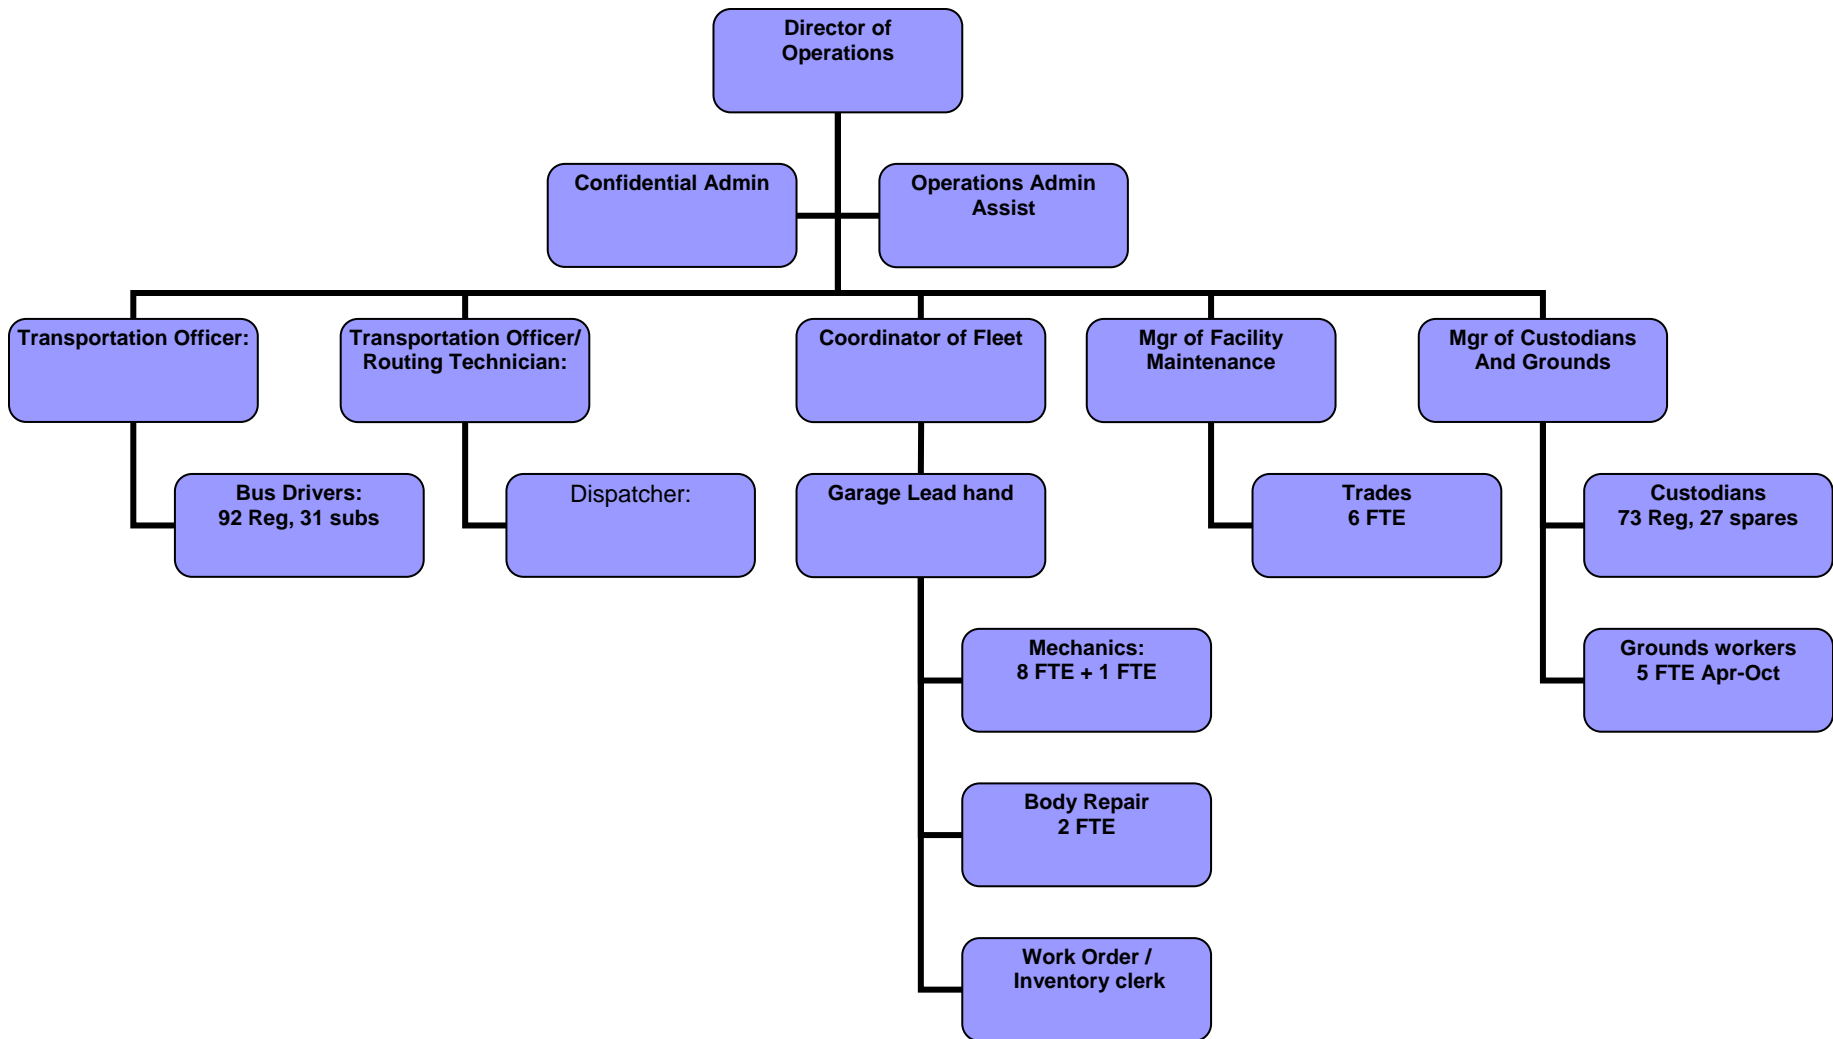 Director of
Operations
Confidential Admin
Operations Admin
Assist
Transportation Officer:
Transportation Officer/
Routing Technician:
Coordinator of Fleet
Mgr of Facility
Maintenance
Mgr of Custodians
And Grounds
Bus Drivers:
92 Reg, 31 subs
Dispatcher:
Garage Lead hand
Trades
6 FTE
Custodians
73 Reg, 27 spares
Mechanics:
8 FTE + 1 FTE
Grounds workers
5 FTE Apr-Oct
Body Repair
2 FTE
Work Order /
Inventory clerk